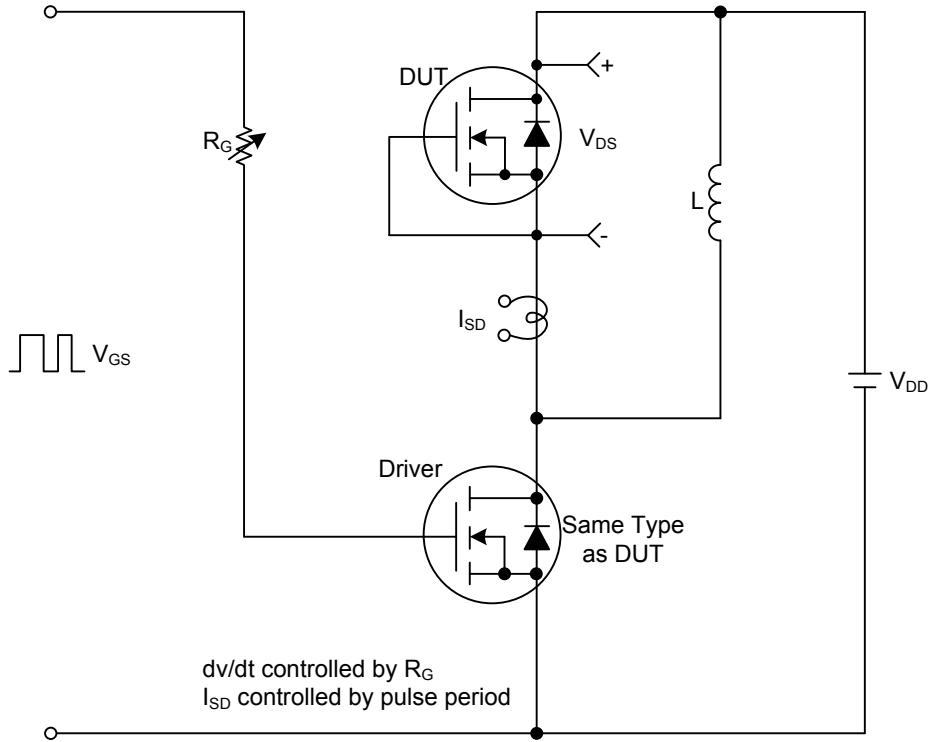 DUT
+
R_G
V_DS
L
-
I_SD
V_GS
V_DD
Driver
Same Type
as DUT
dv/dt controlled by R_G
I_SD controlled by pulse period